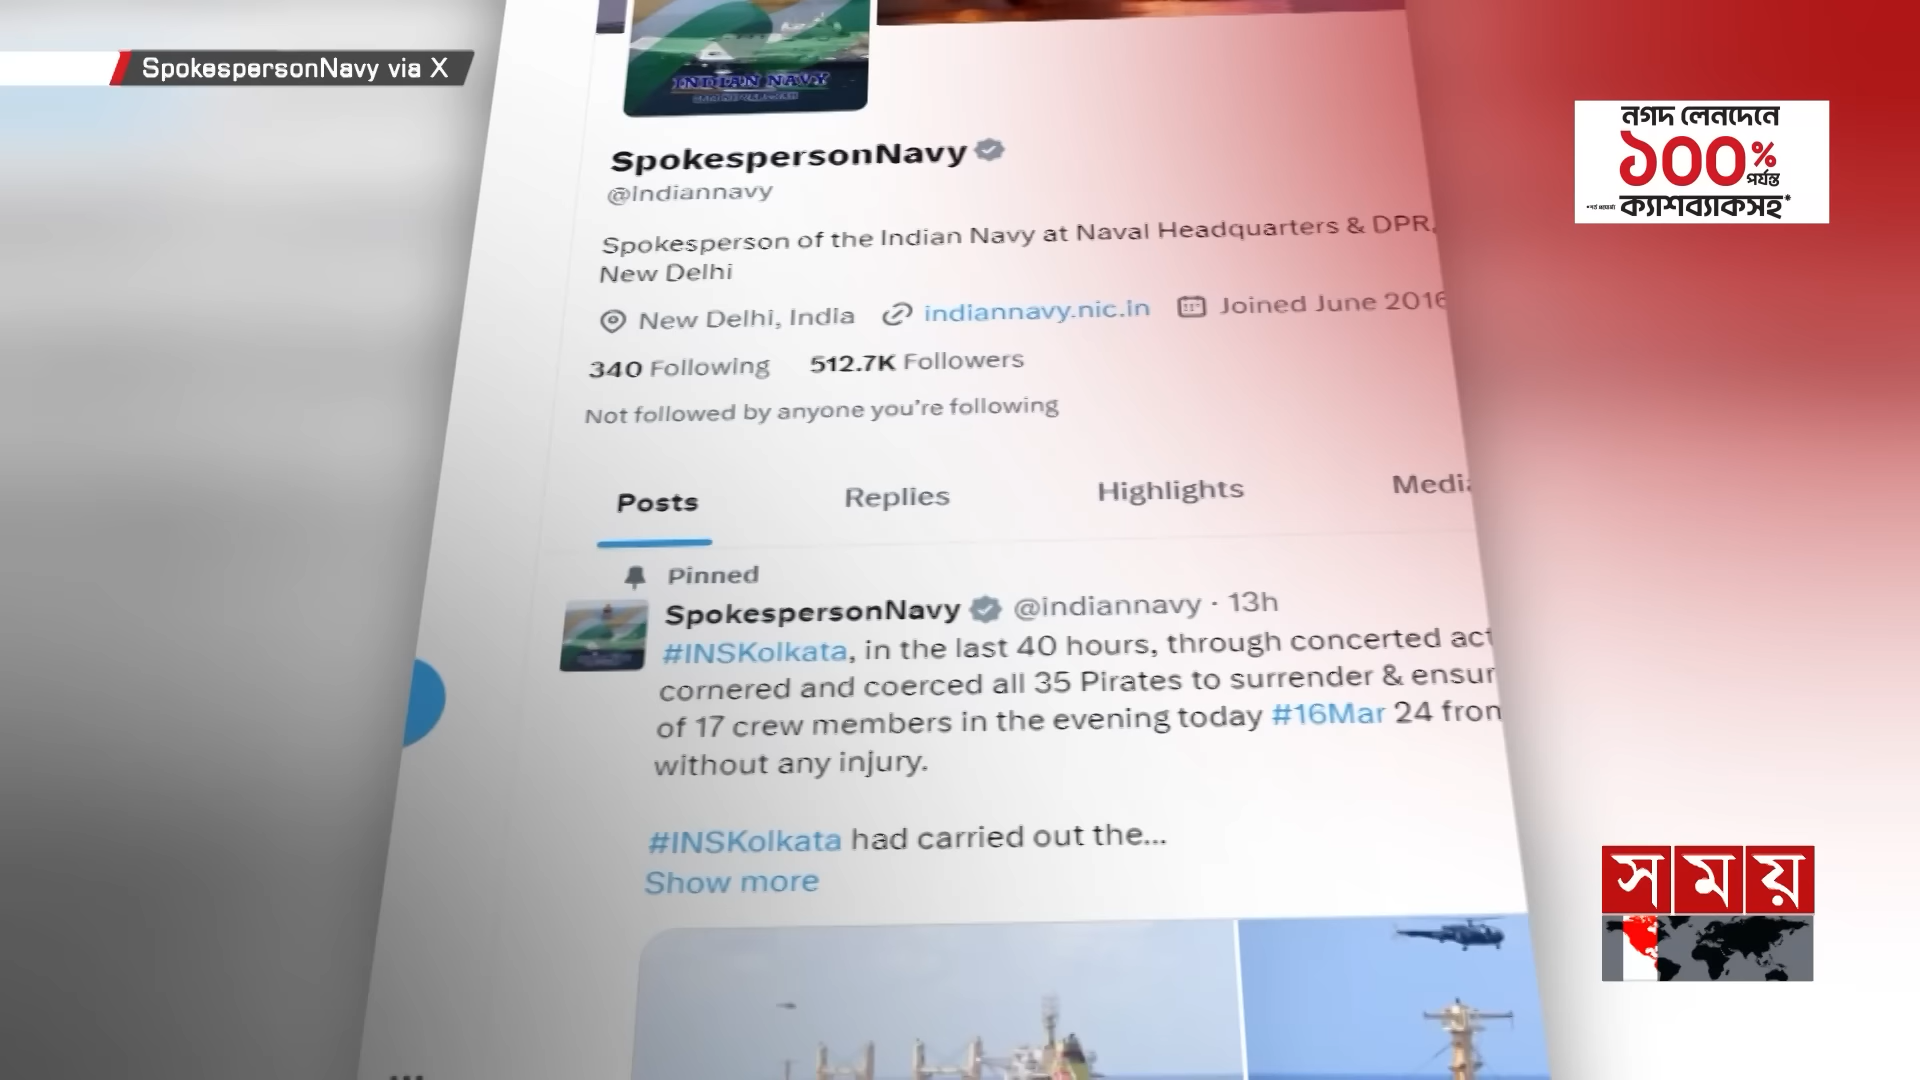 SpokespersonNavy via X
INDIAN NAVY
SpokespersonNavy
@Indiannavy
Spokesperson of the Indian Navy at Naval Headquarters & DPR,
New Delhi
New Delhi, India indiannavy.nic.in Joined June 2016
340 Following 512.7K Followers
Not followed by anyone you're following
Posts Replies Highlights Media
Pinned
SpokespersonNavy @indiannavy · 13h
#INSKolkata, in the last 40 hours, through concerted act
cornered and coerced all 35 Pirates to surrender & ensur
of 17 crew members in the evening today #16Mar 24 from
without any injury.
#INSKolkata had carried out the...
Show more
নগদ লেনদেনে
১০০%
পর্যন্ত
ক্যাশব্যাকসহ*
সময়